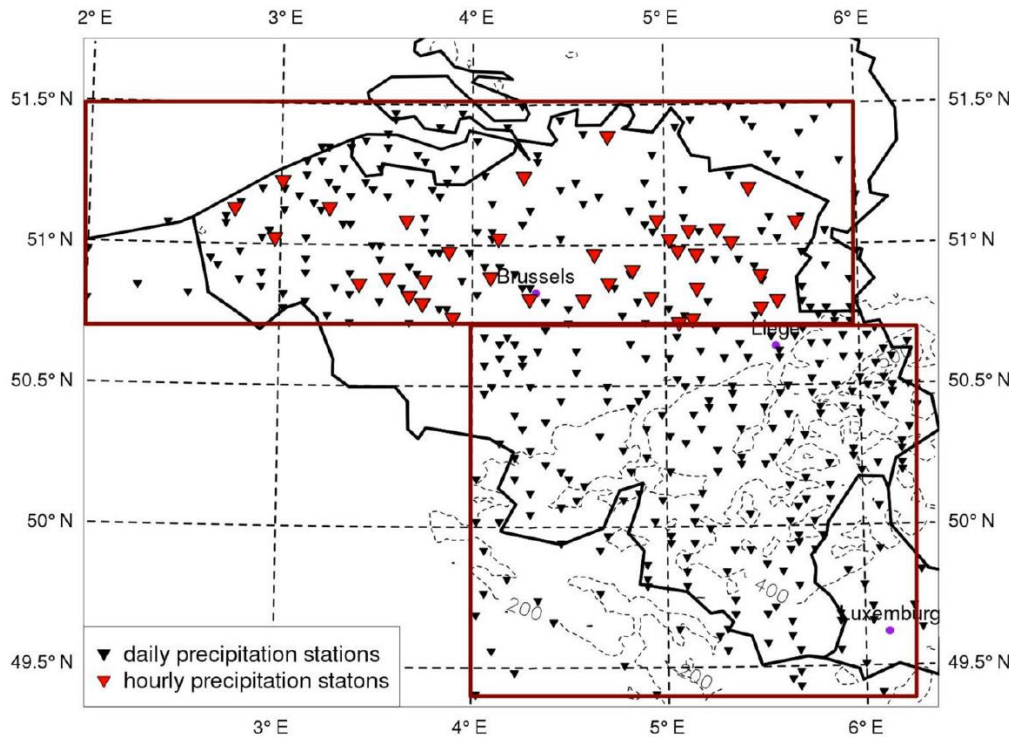 2° E 3° E 4° E 5° E 6° E
51.5° N 51.5° N
51° N 51° N
Brussels
Liege
50.5° N 50.5° N
50° N 50° N
400
200
Luxemburg
daily precipitation stations
hourly precipitation statons
49.5° N 49.5° N
200
3° E 4° E 5° E 6° E